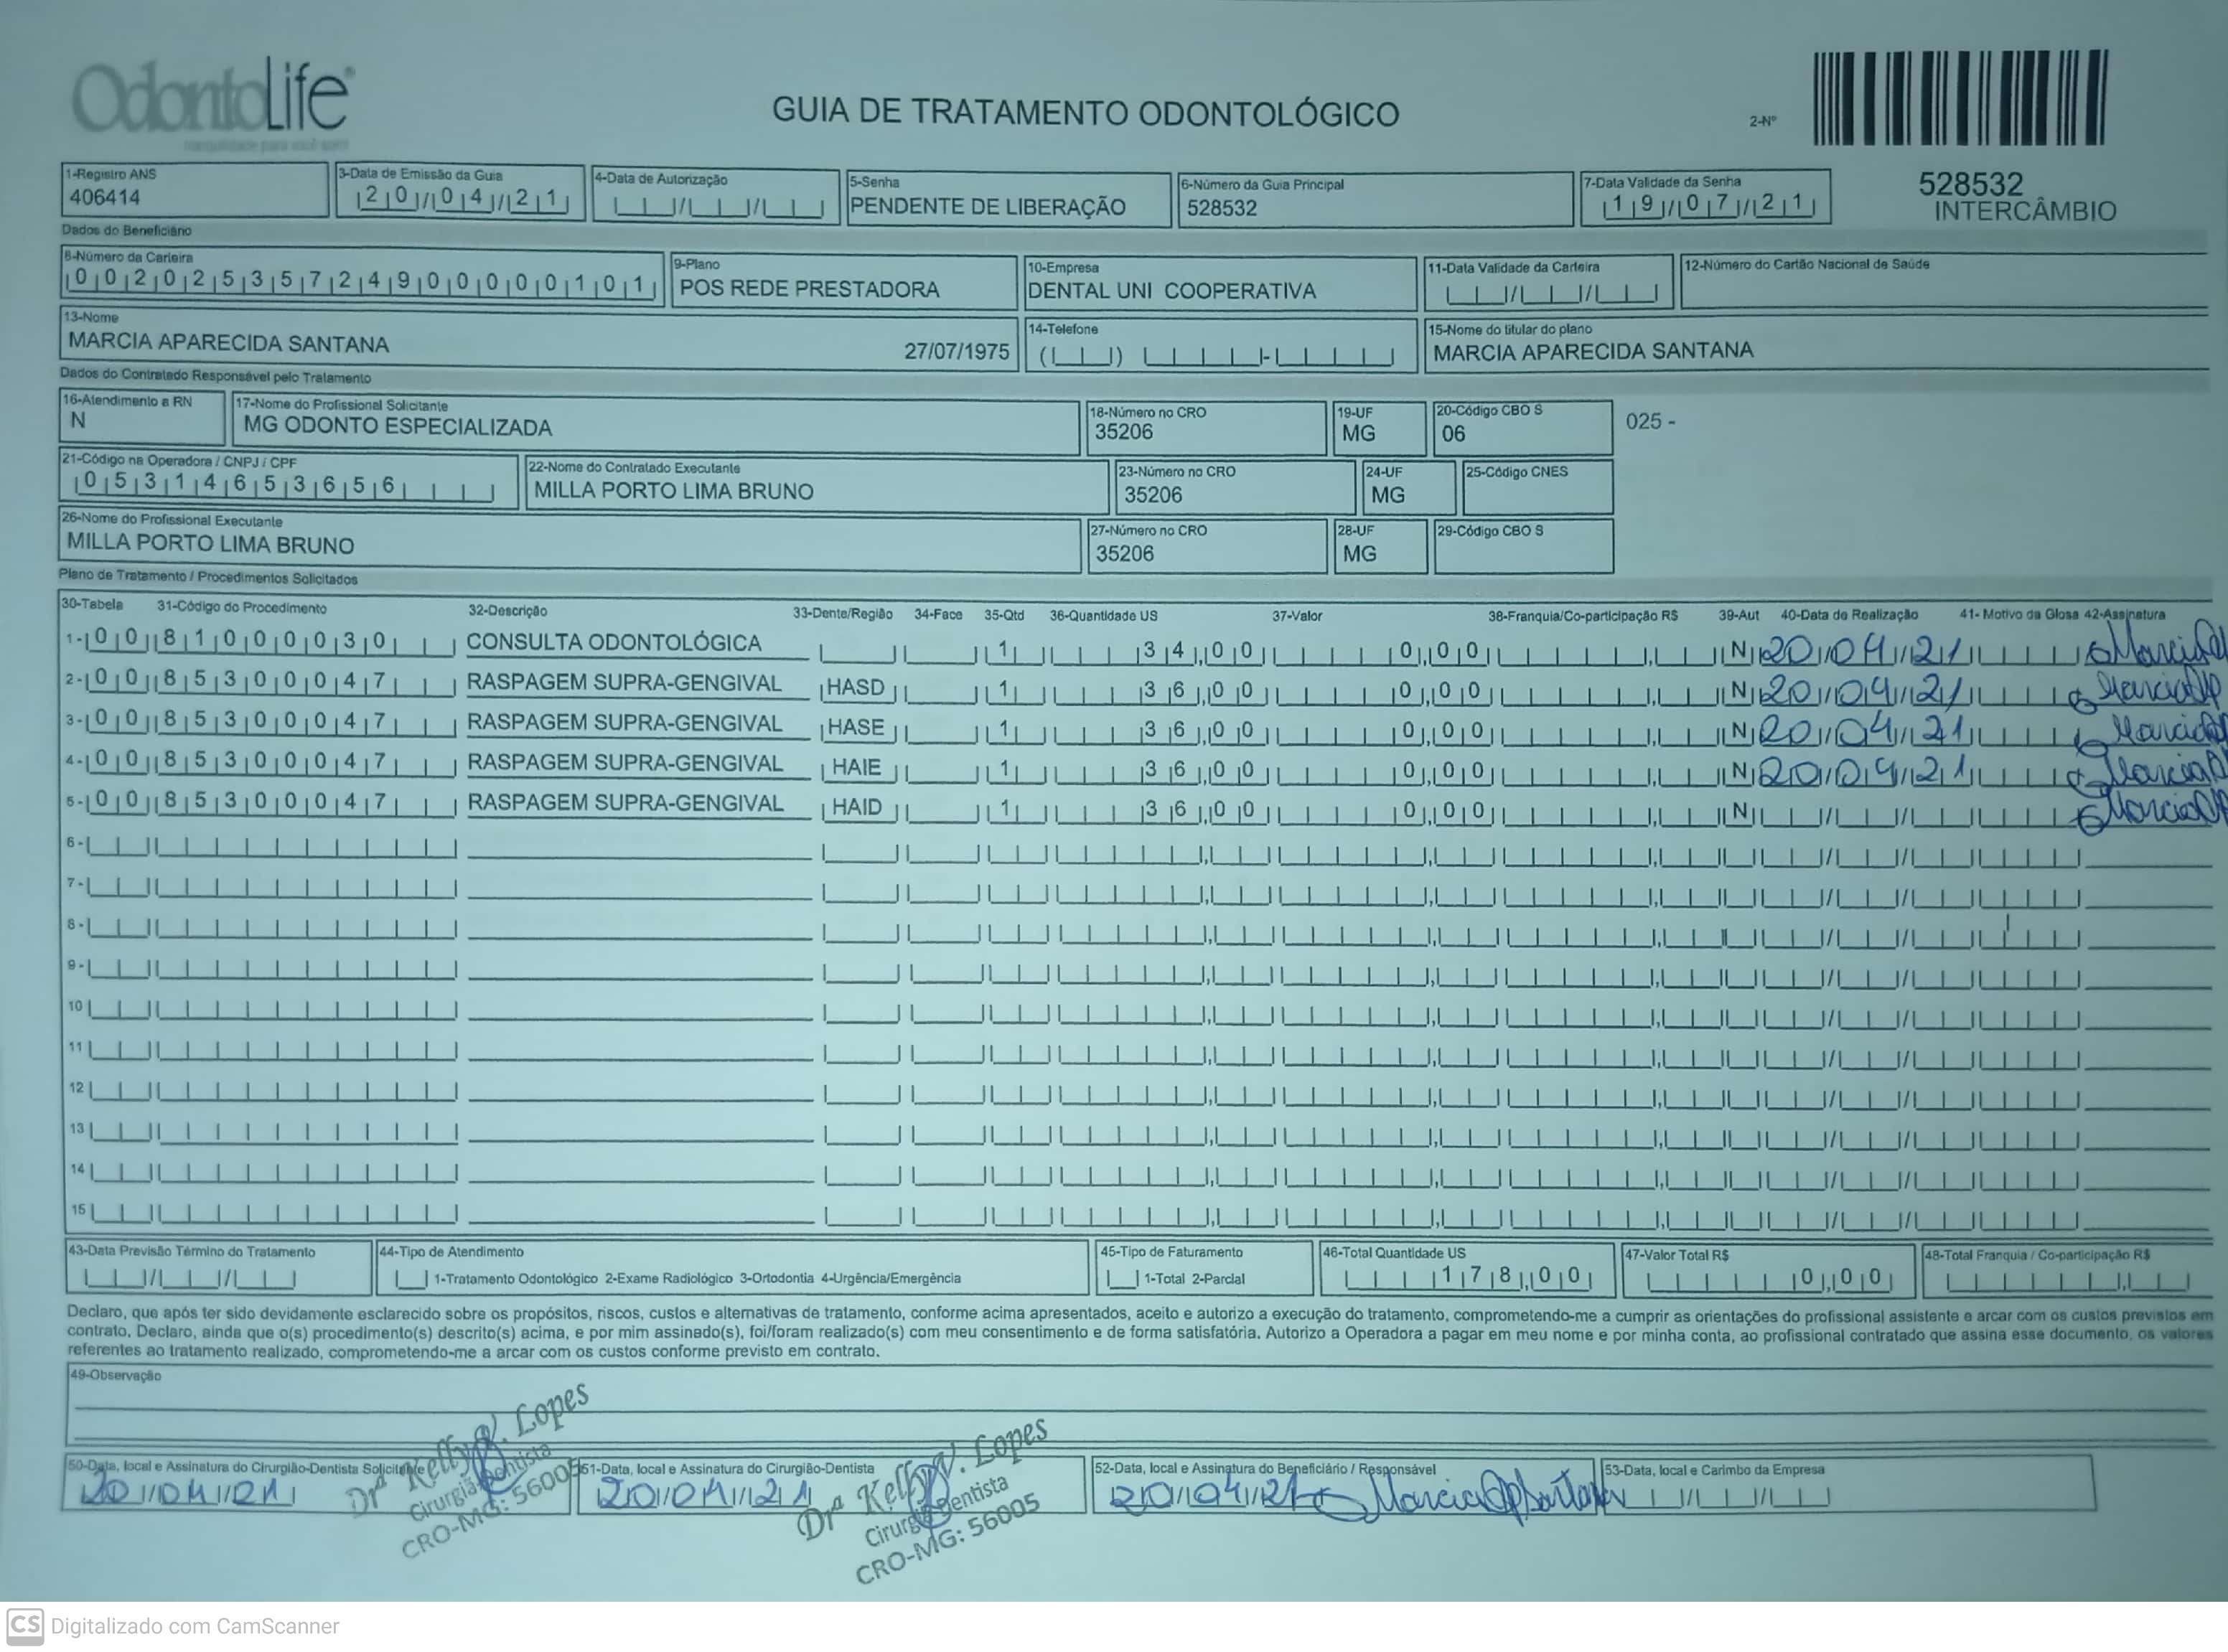 OdontoLife®
GUIA DE TRATAMENTO ODONTOLÓGICO
2-Nº
528532
INTERCÂMBIO
1-Registro ANS
406414
3-Data de Emissão da Guia
20/04/21
4-Data de Autorização
5-Senha
PENDENTE DE LIBERAÇÃO
6-Número da Guia Principal
528532
7-Data Validade da Senha
19/07/21
Dados do Beneficiário
8-Número da Carteira
00202535724900000101
9-Plano
POS REDE PRESTADORA
10-Empresa
DENTAL UNI COOPERATIVA
11-Data Validade da Carteira
12-Número do Cartão Nacional de Saúde
13-Nome
MARCIA APARECIDA SANTANA 27/07/1975
14-Telefone
15-Nome do titular do plano
MARCIA APARECIDA SANTANA
Dados do Contratado Responsável pelo Tratamento
16-Atendimento a RN
N
17-Nome do Profissional Solicitante
MG ODONTO ESPECIALIZADA
18-Número no CRO
35206
19-UF
MG
20-Código CBO S
06
025 -
21-Código na Operadora / CNPJ / CPF
05314653656
22-Nome do Contratado Executante
MILLA PORTO LIMA BRUNO
23-Número no CRO
35206
24-UF
MG
25-Código CNES
26-Nome do Profissional Executante
MILLA PORTO LIMA BRUNO
27-Número no CRO
35206
28-UF
MG
29-Código CBO S
Plano de Tratamento / Procedimentos Solicitados
30-Tabela 31-Código do Procedimento 32-Descrição 33-Dente/Região 34-Face 35-Qtd 36-Quantidade US 37-Valor 38-Franquia/Co-participação R$ 39-Aut 40-Data de Realização 41- Motivo da Glosa 42-Assinatura
1- 00 81000030 CONSULTA ODONTOLÓGICA 1 34,00 0,00 N 20/04/21 Marcia
2- 00 85300047 RASPAGEM SUPRA-GENGIVAL HASD 1 36,00 0,00 N 20/04/21 Marcia
3- 00 85300047 RASPAGEM SUPRA-GENGIVAL HASE 1 36,00 0,00 N 20/04/21 Marcia
4- 00 85300047 RASPAGEM SUPRA-GENGIVAL HAIE 1 36,00 0,00 N 20/04/21 Marcia
5- 00 85300047 RASPAGEM SUPRA-GENGIVAL HAID 1 36,00 0,00 N Marcia
6-
7-
8-
9-
10
11
12
13
14
15
43-Data Previsão Término do Tratamento
44-Tipo de Atendimento
1-Tratamento Odontológico 2-Exame Radiológico 3-Ortodontia 4-Urgência/Emergência
45-Tipo de Faturamento
1-Total 2-Parcial
46-Total Quantidade US
178,00
47-Valor Total R$
0,00
48-Total Franquia / Co-participação R$
Declaro, que após ter sido devidamente esclarecido sobre os propósitos, riscos, custos e alternativas de tratamento, conforme acima apresentados, aceito e autorizo a execução do tratamento, comprometendo-me a cumprir as orientações do profissional assistente e arcar com os custos previstos em
contrato. Declaro, ainda que o(s) procedimento(s) descrito(s) acima, e por mim assinado(s), foi/foram realizado(s) com meu consentimento e de forma satisfatória. Autorizo a Operadora a pagar em meu nome e por minha conta, ao profissional contratado que assina esse documento, os valores
referentes ao tratamento realizado, comprometendo-me a arcar com os custos conforme previsto em contrato.
49-Observação
50-Data, local e Assinatura do Cirurgião-Dentista Solicitante
20/04/21
Drª Kelly V. Lopes
Cirurgiã Dentista
CRO-MG: 56005
51-Data, local e Assinatura do Cirurgião-Dentista
20/04/21
Drª Kelly V. Lopes
Cirurgiã Dentista
CRO-MG: 56005
52-Data, local e Assinatura do Beneficiário / Responsável
20/04/21 Marcia Ap Santana
53-Data, local e Carimbo da Empresa
CS Digitalizado com CamScanner